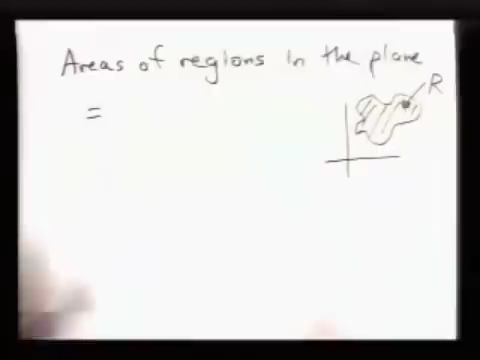 Areas of regions in the plane
R
=